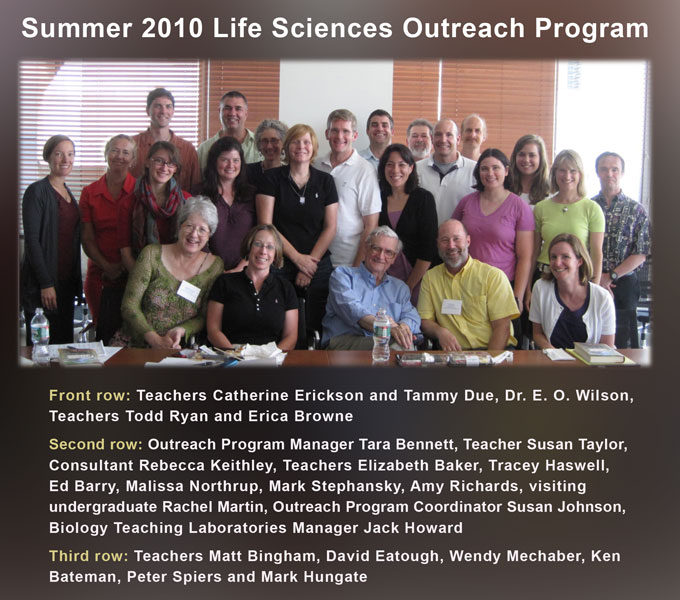 Summer 2010 Life Sciences Outreach Program
Front row: Teachers Catherine Erickson and Tammy Due, Dr. E. O. Wilson,
Teachers Todd Ryan and Erica Browne
Second row: Outreach Program Manager Tara Bennett, Teacher Susan Taylor,
Consultant Rebecca Keithley, Teachers Elizabeth Baker, Tracey Haswell,
Ed Barry, Malissa Northrup, Mark Stephansky, Amy Richards, visiting
undergraduate Rachel Martin, Outreach Program Coordinator Susan Johnson,
Biology Teaching Laboratories Manager Jack Howard
Third row: Teachers Matt Bingham, David Eatough, Wendy Mechaber, Ken
Bateman, Peter Spiers and Mark Hungate